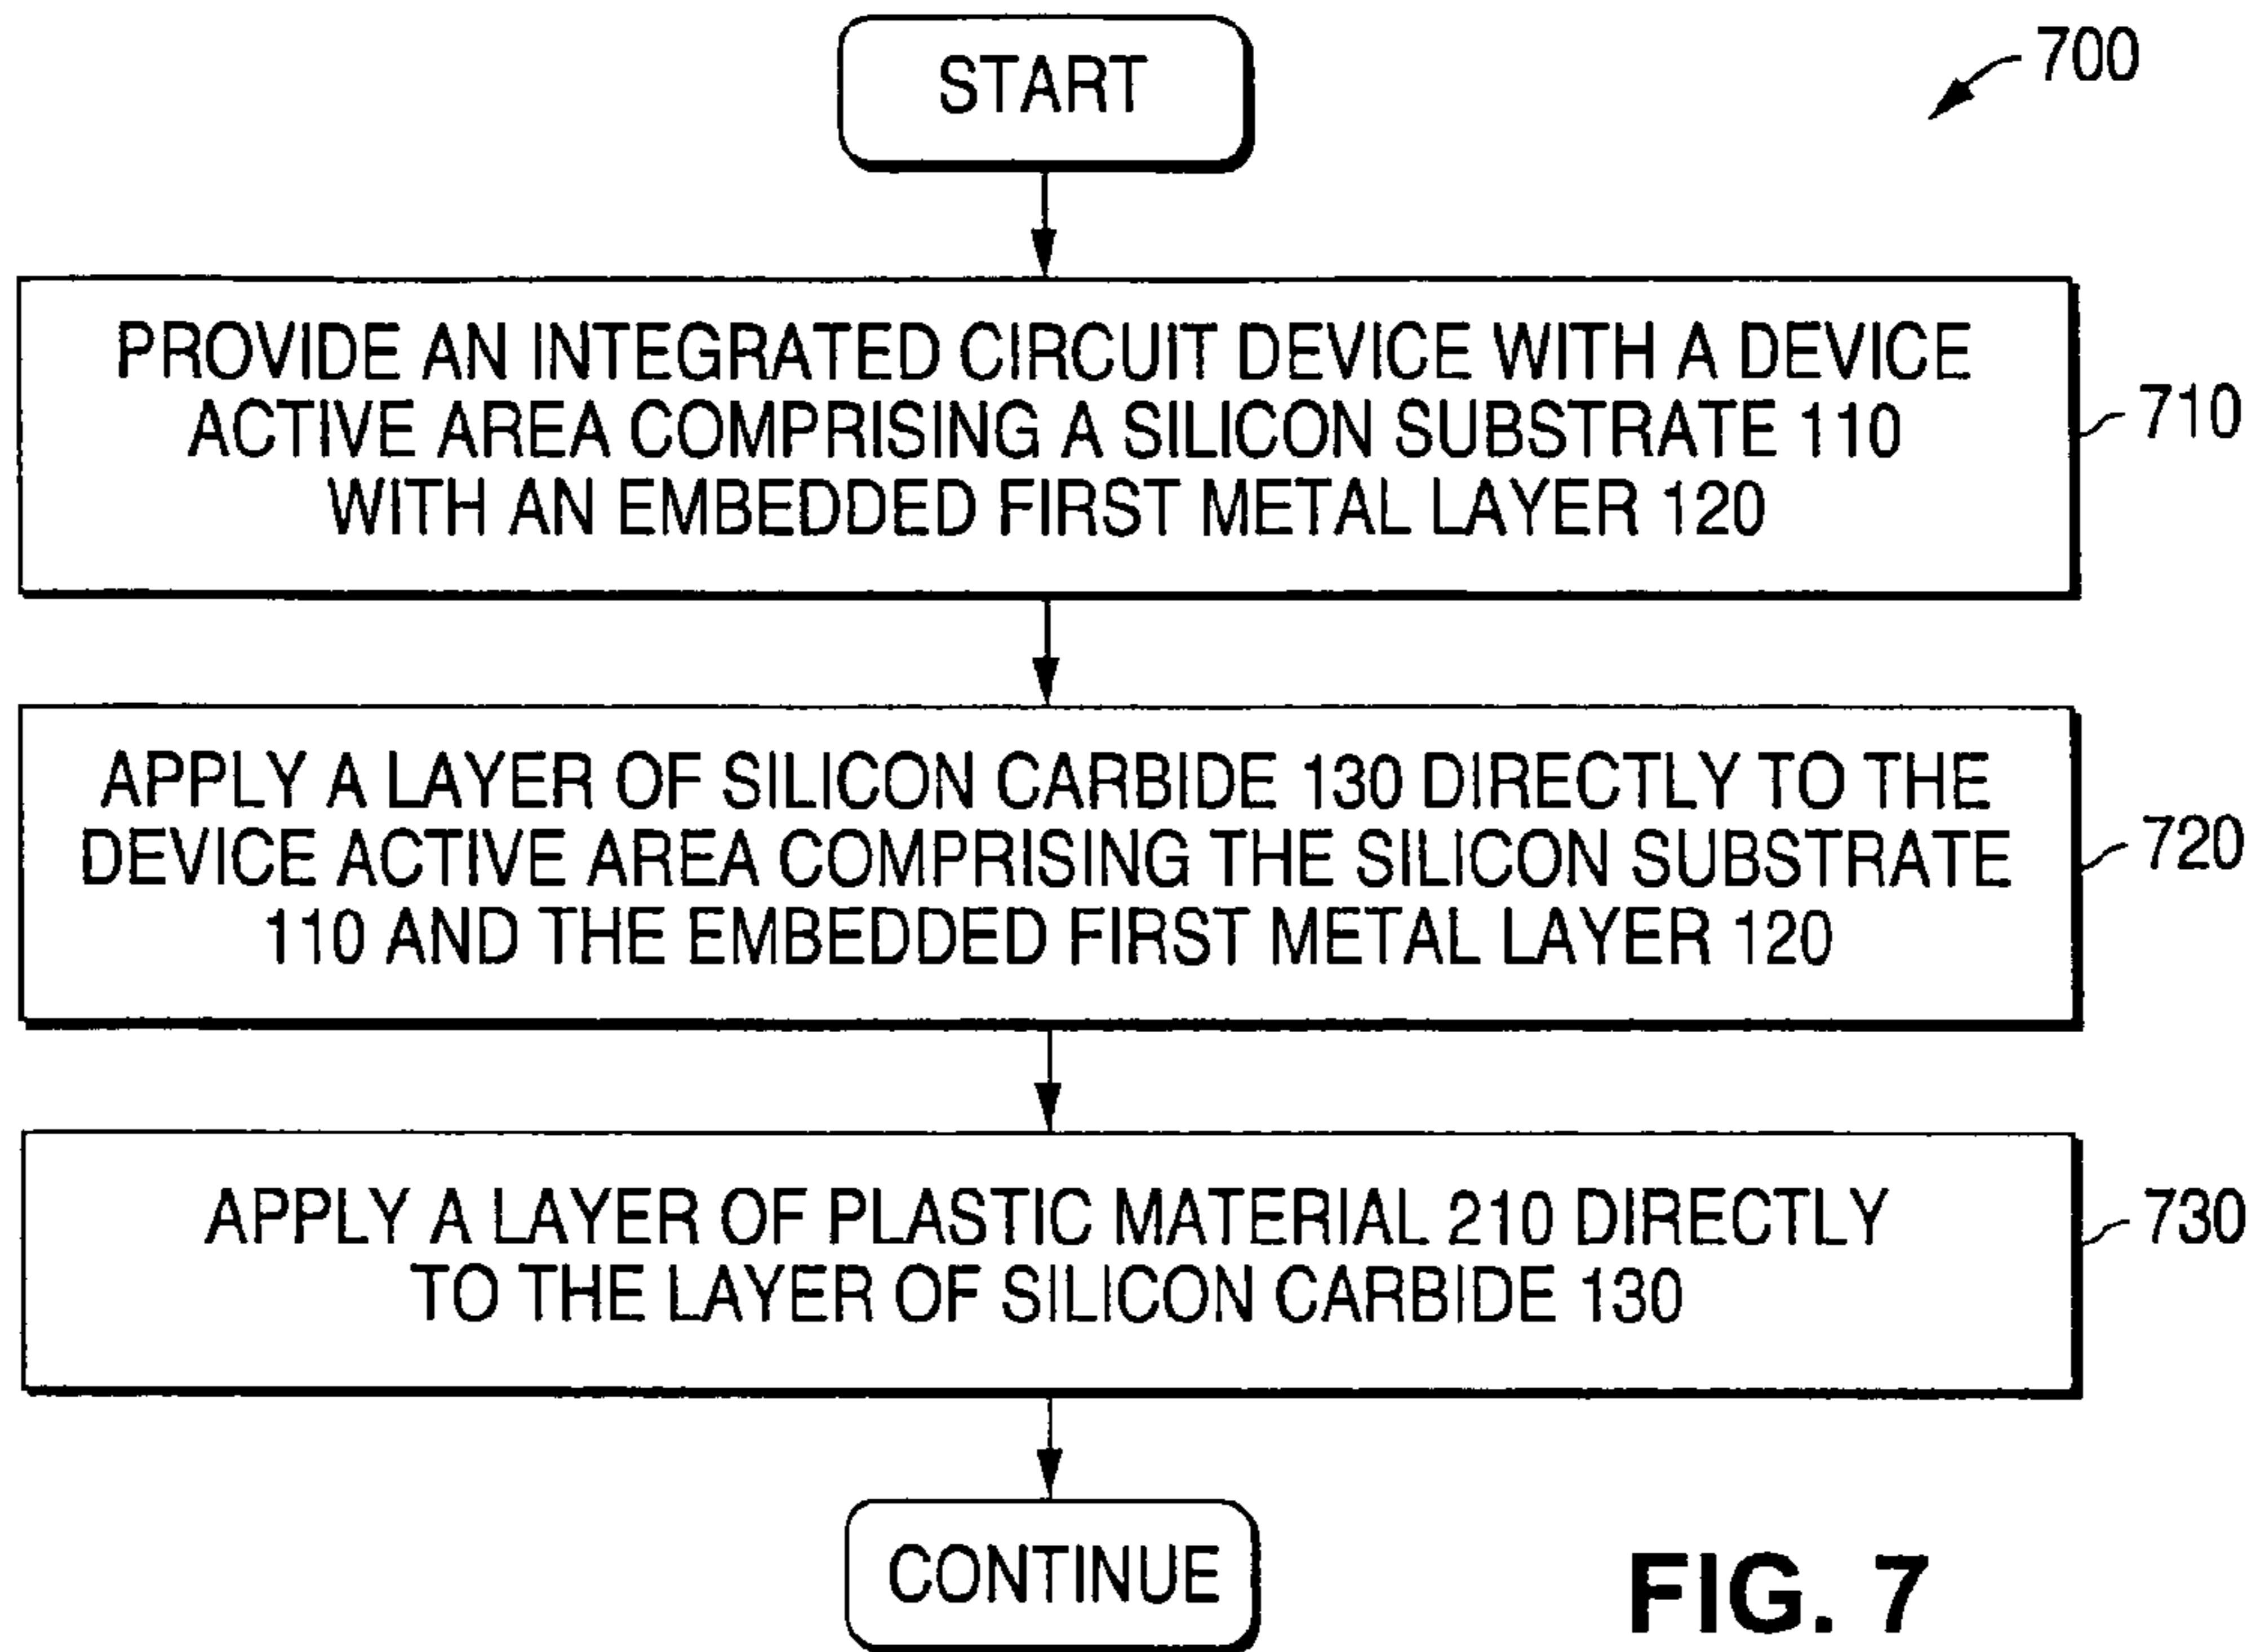 START
700
PROVIDE AN INTEGRATED CIRCUIT DEVICE WITH A DEVICE
ACTIVE AREA COMPRISING A SILICON SUBSTRATE 110
WITH AN EMBEDDED FIRST METAL LAYER 120
710
APPLY A LAYER OF SILICON CARBIDE 130 DIRECTLY TO THE
DEVICE ACTIVE AREA COMPRISING THE SILICON SUBSTRATE
110 AND THE EMBEDDED FIRST METAL LAYER 120
720
APPLY A LAYER OF PLASTIC MATERIAL 210 DIRECTLY
TO THE LAYER OF SILICON CARBIDE 130
730
CONTINUE
FIG. 7